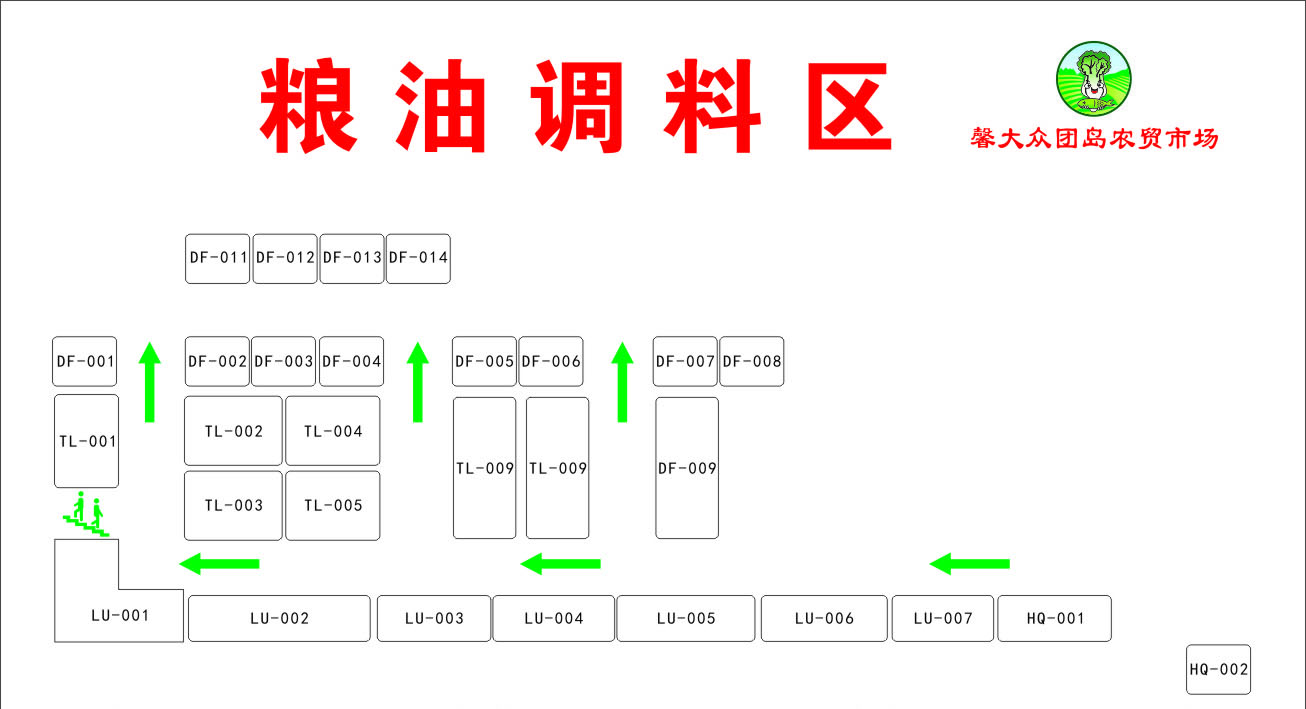 粮油调料区
馨大众团岛农贸市场
DF-011 DF-012 DF-013 DF-014
DF-001 DF-002 DF-003 DF-004 DF-005 DF-006 DF-007 DF-008
TL-001 TL-002 TL-004
TL-009 TL-009 DF-009
TL-003 TL-005
LU-001 LU-002 LU-003 LU-004 LU-005 LU-006 LU-007 HQ-001
HQ-002